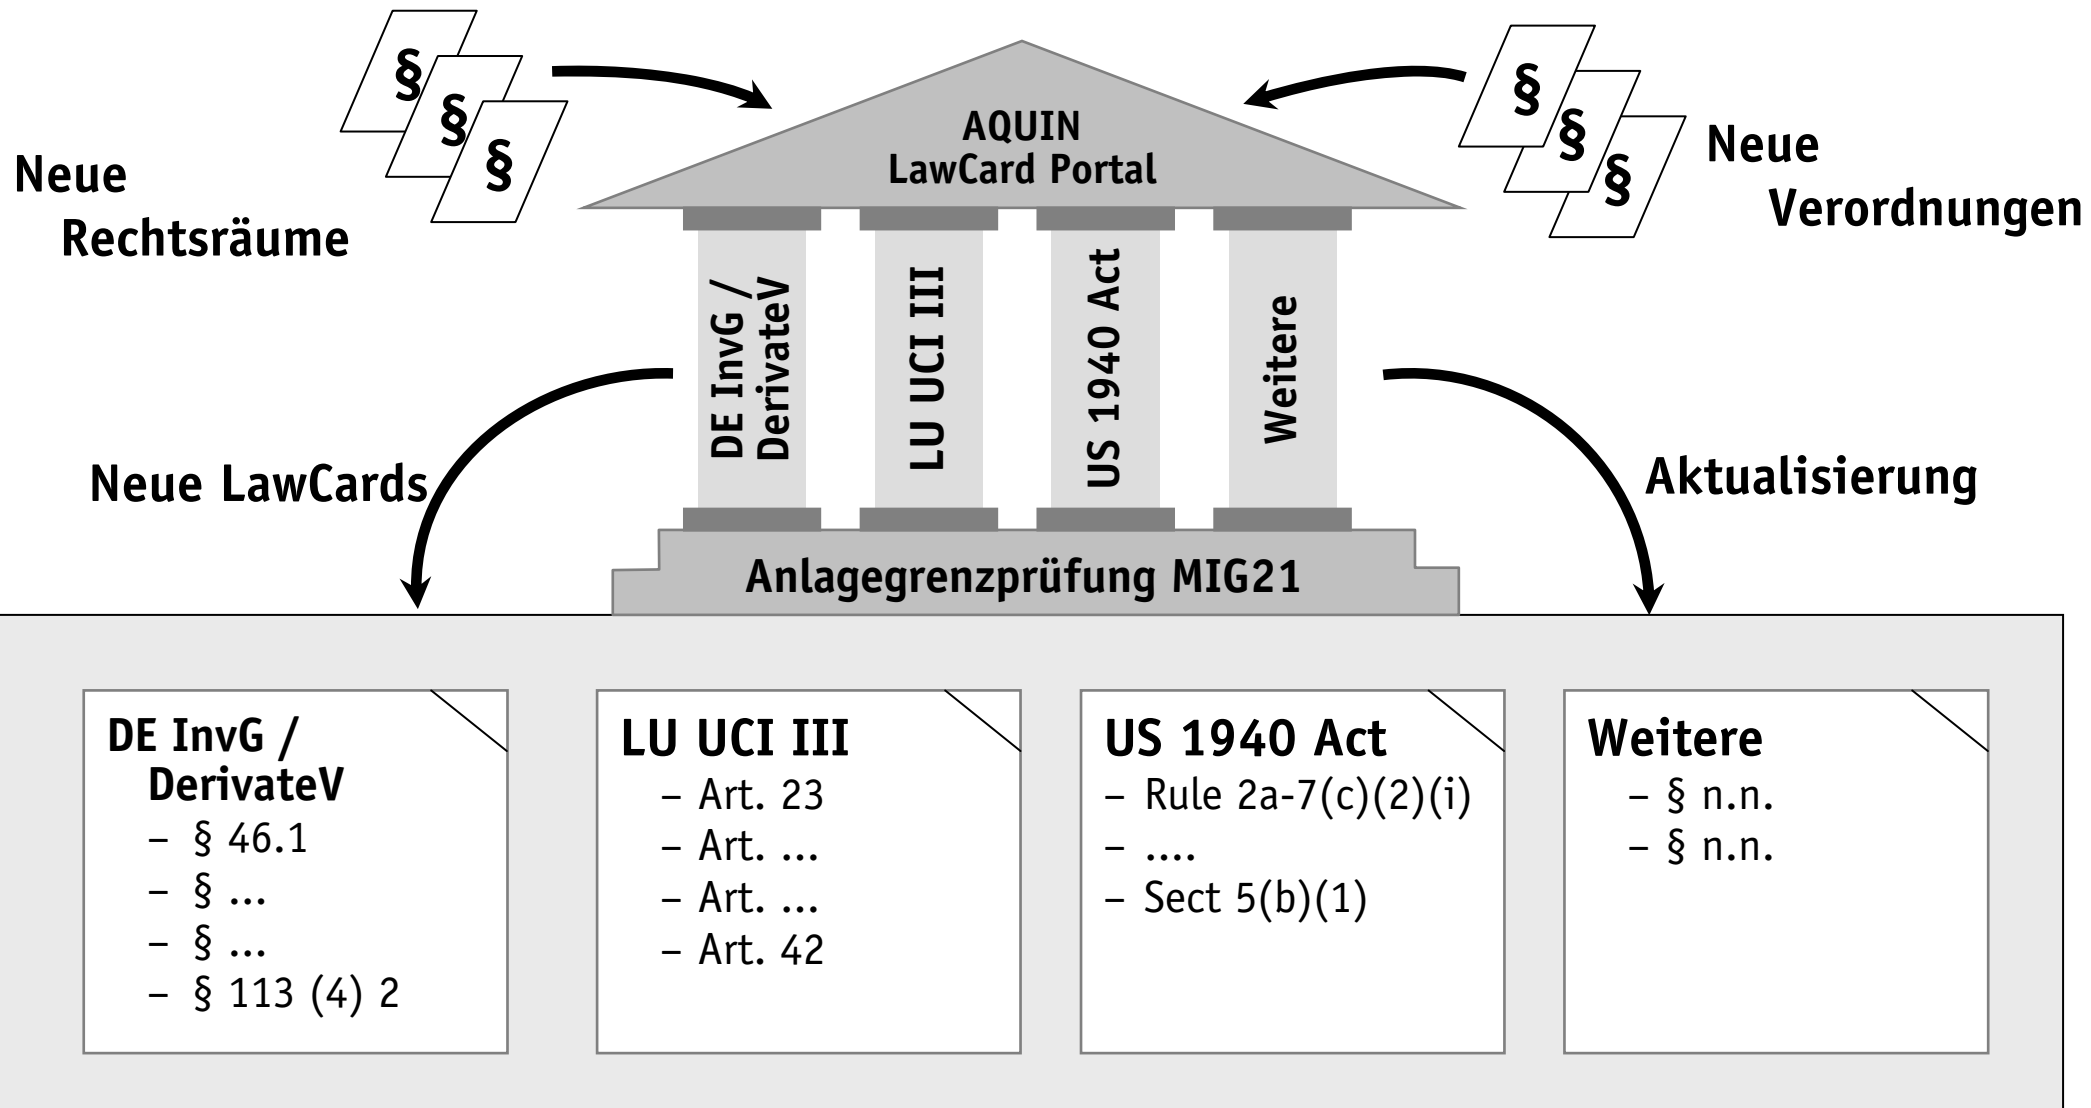 §
§
§
Neue
Rechtsräume
AQUIN
LawCard Portal
§
§
§
Neue
Verordnungen
DE InvG /
DerivateV
LU UCI III
US 1940 Act
Weitere
Neue LawCards
Aktualisierung
Anlagegrenzprüfung MIG21
DE InvG /
DerivateV
– § 46.1
– § ...
– § ...
– § 113 (4) 2
LU UCI III
– Art. 23
– Art. ...
– Art. ...
– Art. 42
US 1940 Act
– Rule 2a-7(c)(2)(i)
– ....
– Sect 5(b)(1)
Weitere
– § n.n.
– § n.n.